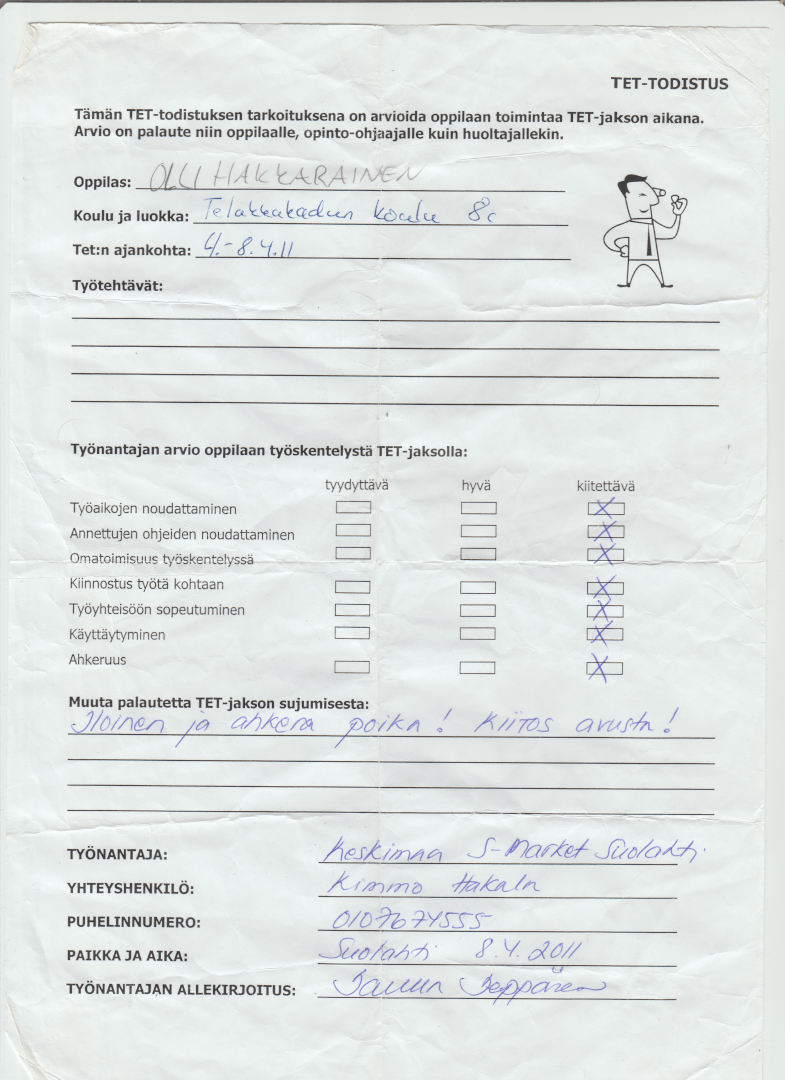 TET-TODISTUS
Tämän TET-todistuksen tarkoituksena on arvioida oppilaan toimintaa TET-jakson aikana.
Arvio on palaute niin oppilaalle, opinto-ohjaajalle kuin huoltajallekin.
Oppilas: OLLI HAKKARAINEN
Koulu ja luokka: Telakkakadun koulu 8c
Tet:n ajankohta: 4.-8.4.11
Työtehtävät:
Työnantajan arvio oppilaan työskentelystä TET-jaksolla:
tyydyttävä hyvä kiitettävä
Työaikojen noudattaminen
Annettujen ohjeiden noudattaminen
Omatoimisuus työskentelyssä
Kiinnostus työtä kohtaan
Työyhteisöön sopeutuminen
Käyttäytyminen
Ahkeruus
Muuta palautetta TET-jakson sujumisesta:
Iloinen ja ahkera poika! Kiitos avusta!
TYÖNANTAJA: Keskimaa S-Market Suolahti
YHTEYSHENKILÖ: Kimmo Hakala
PUHELINNUMERO: 0107674555
PAIKKA JA AIKA: Suolahti 8.4.2011
TYÖNANTAJAN ALLEKIRJOITUS: